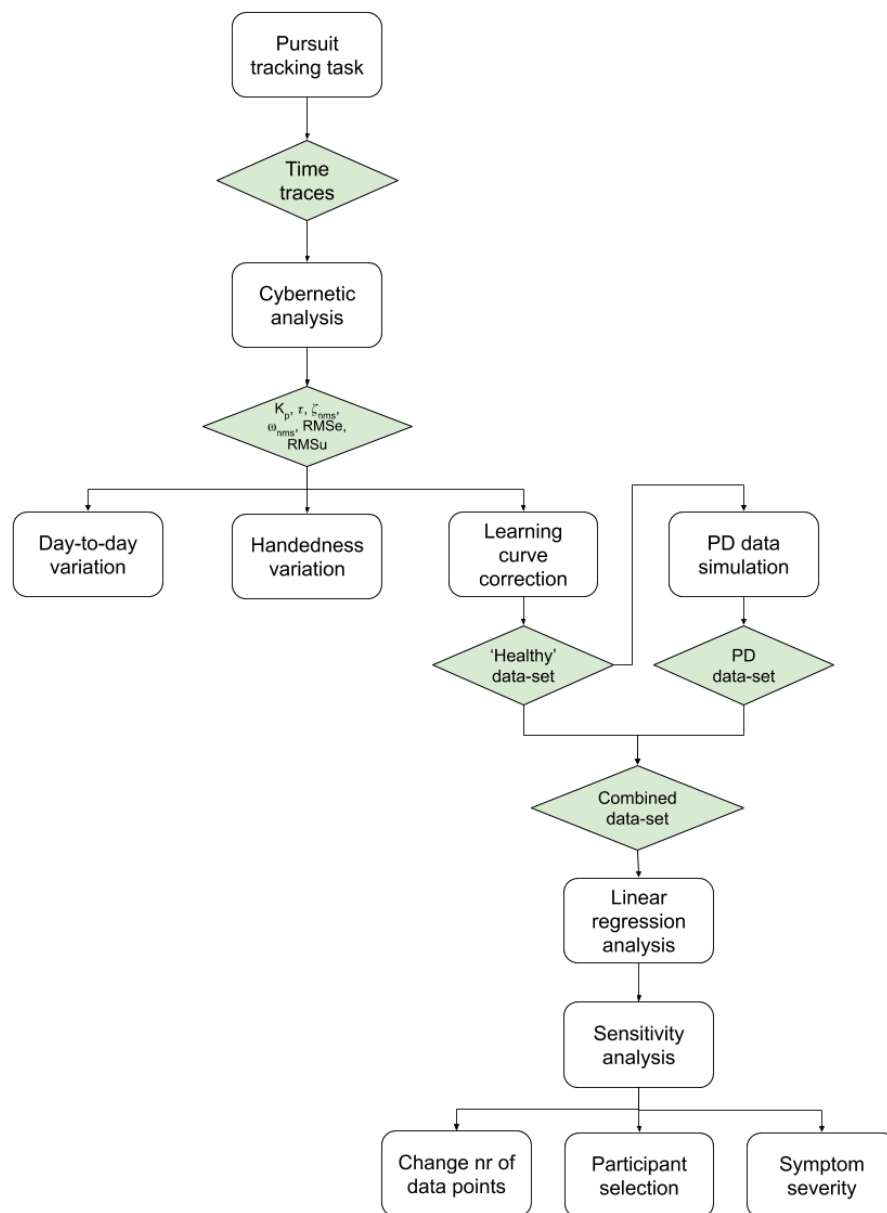 Pursuit
tracking task
Time
traces
Cybernetic
analysis
Kₚ, τ, ζₙₘₛ,
ωₙₘₛ, RMSe,
RMSu
Day-to-day
variation
Handedness
variation
Learning
curve
correction
PD data
simulation
‘Healthy’
data-set
PD
data-set
Combined
data-set
Linear
regression
analysis
Sensitivity
analysis
Change nr of
data points
Participant
selection
Symptom
severity